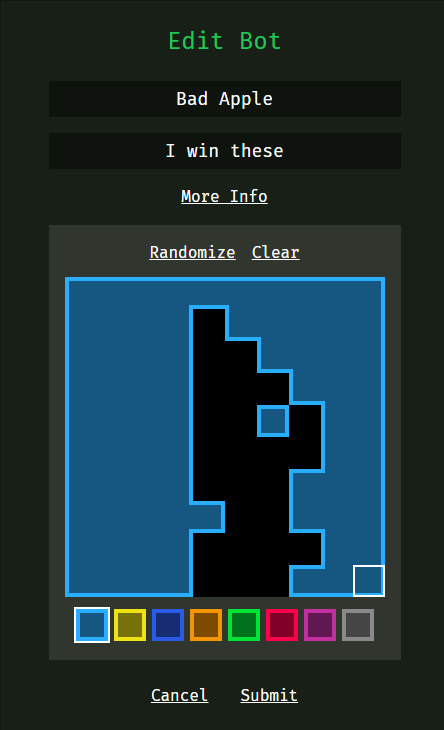 Edit Bot
Bad Apple
I win these
More Info
Randomize Clear
Cancel Submit